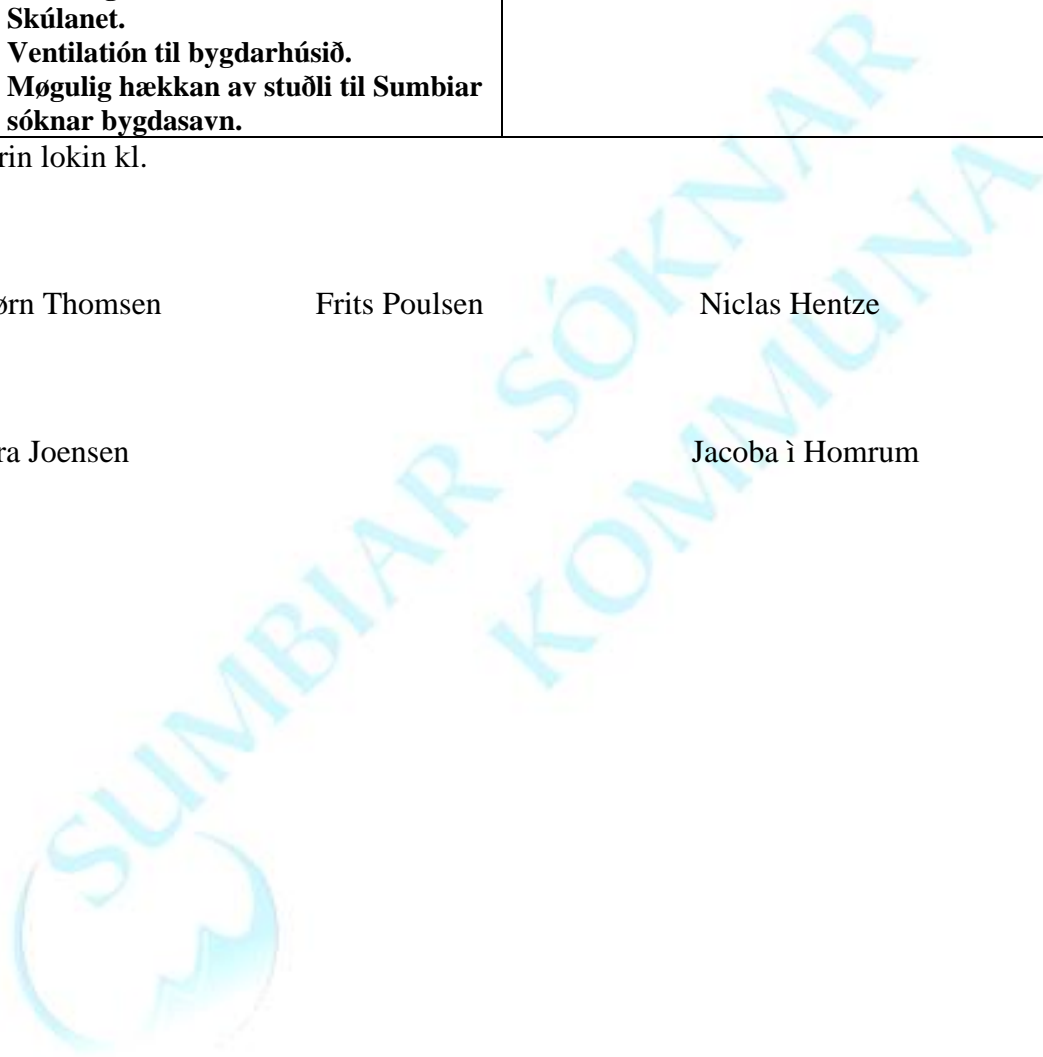 Skúlanet.
Ventilatión til bygdarhúsið.
Møgulig hækkan av stuðli til Sumbiar
sóknar bygdasavn.
rin lokin kl.
ørn Thomsen Frits Poulsen Niclas Hentze
ra Joensen Jacoba ì Homrum
SUMBIAR SÓKNAR
KOMMUNA